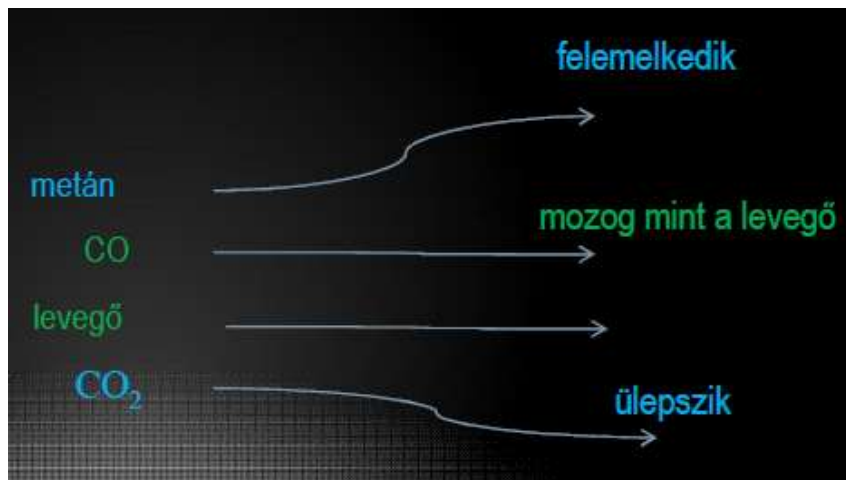 felemelkedik
metán
mozog mint a levegő
CO
levegő
CO₂
ülepszik